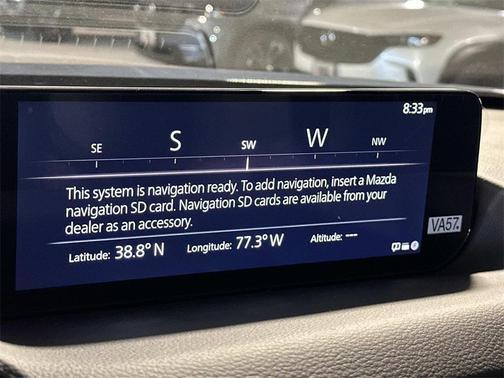 8:33pm
SE S SW W NW
This system is navigation ready. To add navigation, insert a Mazda
navigation SD card. Navigation SD cards are available from your
dealer as an accessory.
Latitude: 38.8° N Longitude: 77.3° W Altitude: ---
VA57